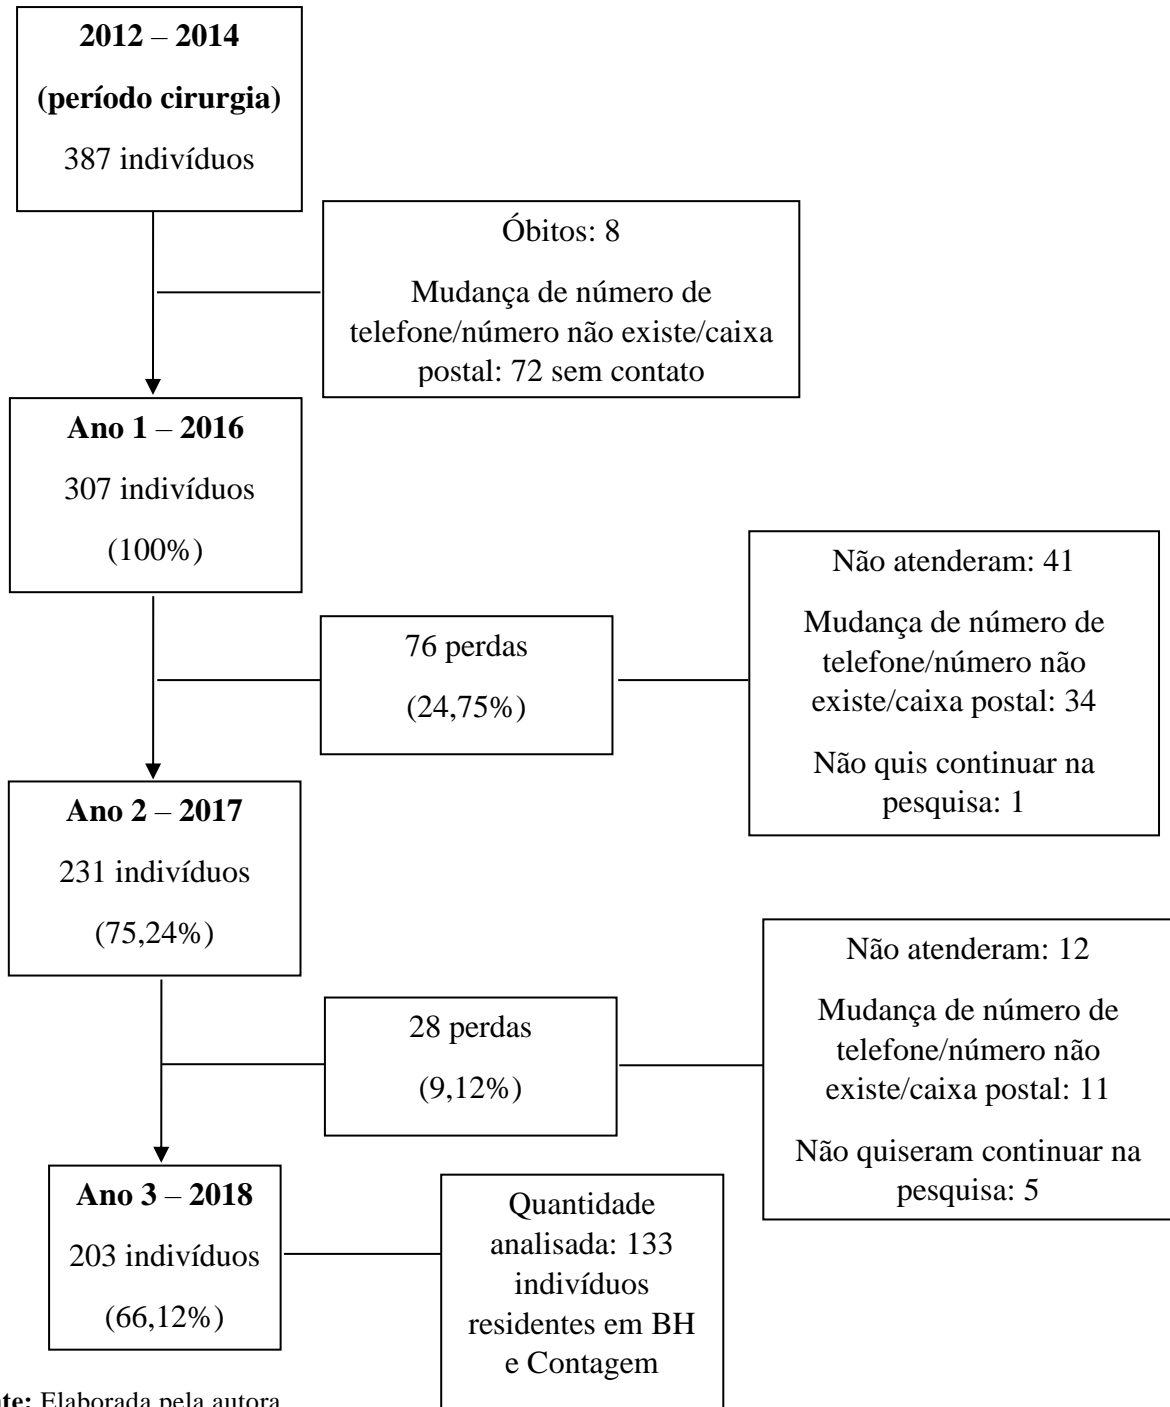 2012 – 2014
(período cirurgia)
387 indivíduos
Óbitos: 8
Mudança de número de
telefone/número não existe/caixa
postal: 72 sem contato
Ano 1 – 2016
307 indivíduos
(100%)
Não atenderam: 41
Mudança de número de
telefone/número não
existe/caixa postal: 34
Não quis continuar na
pesquisa: 1
76 perdas
(24,75%)
Ano 2 – 2017
231 indivíduos
(75,24%)
Não atenderam: 12
Mudança de número de
telefone/número não
existe/caixa postal: 11
Não quiseram continuar na
pesquisa: 5
28 perdas
(9,12%)
Ano 3 – 2018
203 indivíduos
(66,12%)
Quantidade
analisada: 133
indivíduos
residentes em BH
e Contagem
Elaborada pela autora